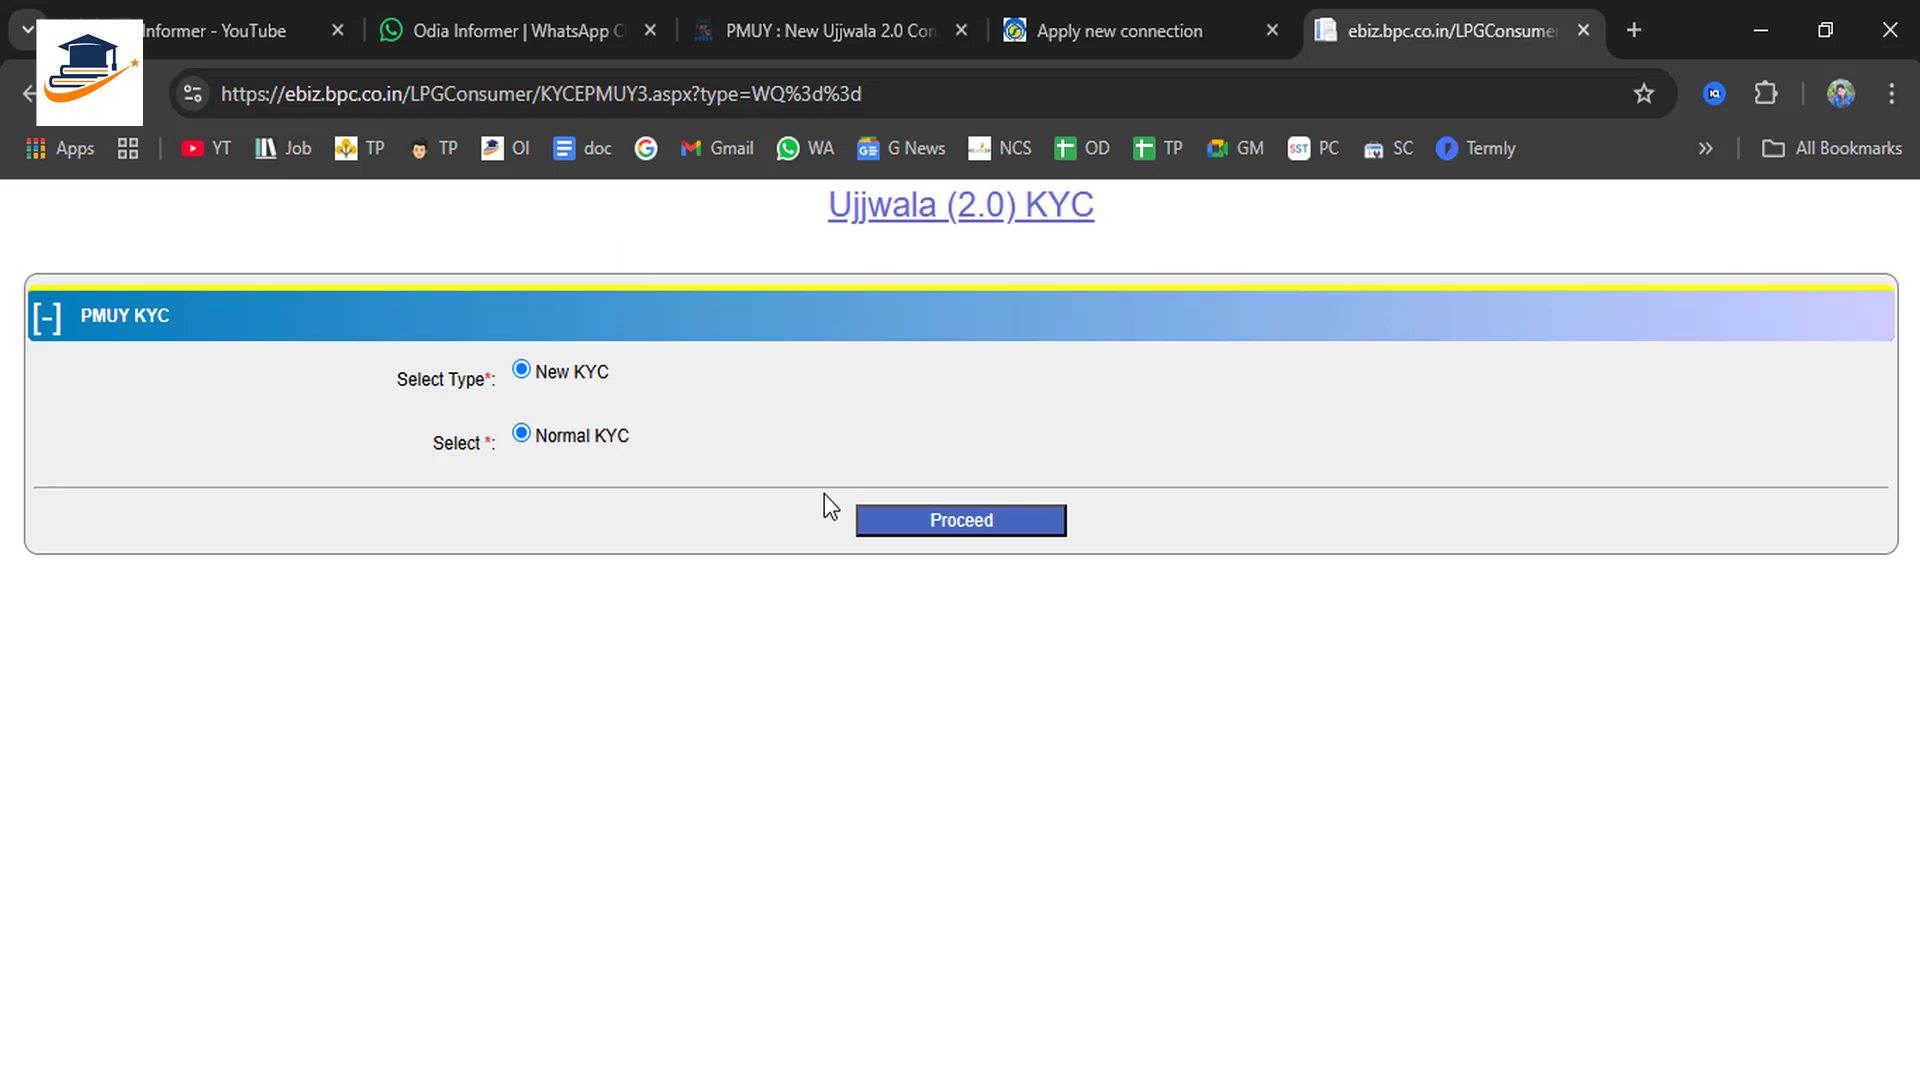 Informer - YouTube
Odia Informer | WhatsApp C
PMUY : New Ujjwala 2.0 Con
Apply new connection
ebiz.bpc.co.in/LPGConsume
https://ebiz.bpc.co.in/LPGConsumer/KYCEPMUY3.aspx?type=WQ%3d%3d
Apps YT Job TP TP OI doc Gmail WA G News NCS OD TP GM SST PC SC Termly » All Bookmarks
Ujjwala (2.0) KYC
[-] PMUY KYC
Select Type*: New KYC
Select *: Normal KYC
Proceed